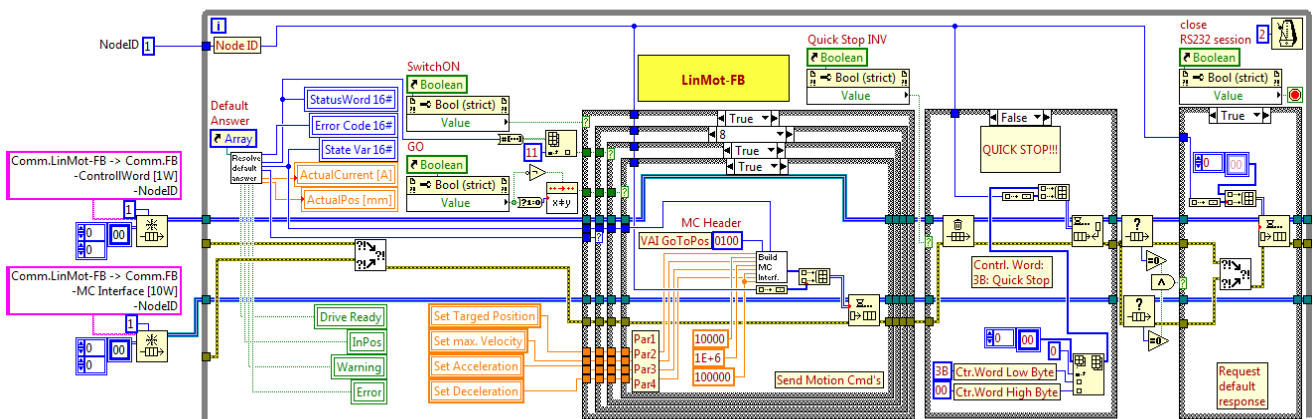 NodeID
1
i
Node ID
SwitchON
Boolean
Bool (strict)
Value
Default
Answer
Array
Resolve
default
answer
StatusWord 16#
Error Code 16#
State Var 16#
ActualCurrent [A]
ActualPos [mm]
GO
Boolean
Bool (strict)
Value
?1:0
x+y
11
Comm.LinMot-FB -> Comm.FB
-ControllWord [1W]
-NodeID
1
0
0
00
Comm.LinMot-FB -> Comm.FB
-MC Interface [10W]
-NodeID
1
0
0
00
Drive Ready
InPos
Warning
Error
Set Targed Position
Set max. Velocity
Set Acceleration
Set Deceleration
LinMot-FB
True
8
True
True
MC Header
VAI GoToPos
0100
Build
MC
Interf.
Par1
Par2
Par3
Par4
10000
1E+6
100000
Send Motion Cmd's
Quick Stop INV
Boolean
Bool (strict)
Value
False
QUICK STOP!!!
Contrl. Word:
3B: Quick Stop
0
00
0
3B
Ctr.Word Low Byte
00
Ctr.Word High Byte
=0
=0
close
RS232 session
Boolean
Bool (strict)
Value
2
True
0
00
Request
default
response